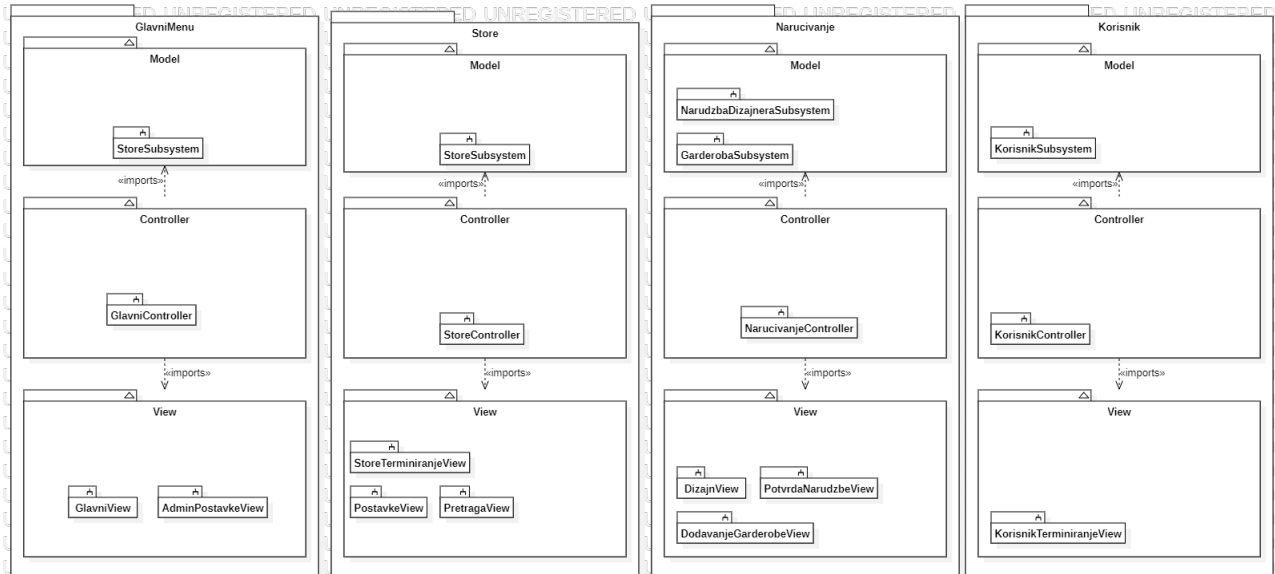 UNREGISTERED UNREGISTERED UNREGISTERED
GlavniMenu
Model
StoreSubsystem
«imports»
Controller
GlavniController
«imports»
View
GlavniView
AdminPostavkeView
Store
Model
StoreSubsystem
«imports»
Controller
StoreController
«imports»
View
StoreTerminiranjeView
PostavkeView
PretragaView
Narucivanje
Model
NarudzbaDizajneraSubsystem
GarderobaSubsystem
«imports»
Controller
NarucivanjeController
«imports»
View
DizajnView
PotvrdaNarudzbeView
DodavanjeGarderobeView
Korisnik
Model
KorisnikSubsystem
«imports»
Controller
KorisnikController
«imports»
View
KorisnikTerminiranjeView